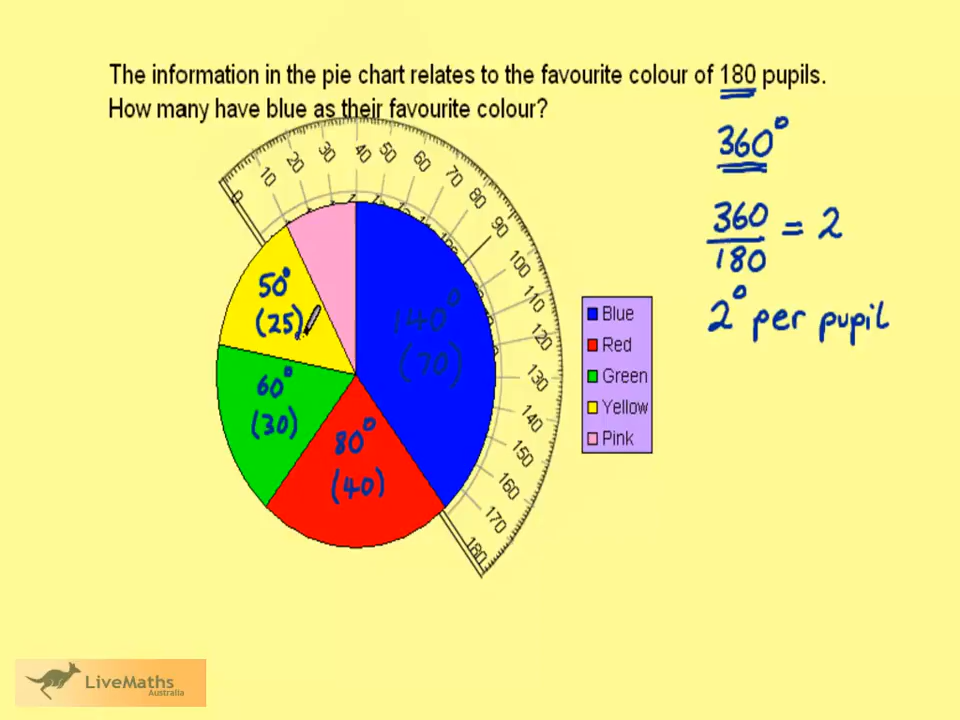 The information in the pie chart relates to the favourite colour of 180 pupils.
How many have blue as their favourite colour?
360°
360
180
= 2
2° per pupil
0 10 20 30 40 50 60 70 80 90 100 110 120 130 140 150 160 170 180
50°
(25)
140°
(70)
60°
(30)
80°
(40)
Blue
Red
Green
Yellow
Pink
LiveMaths
Australia